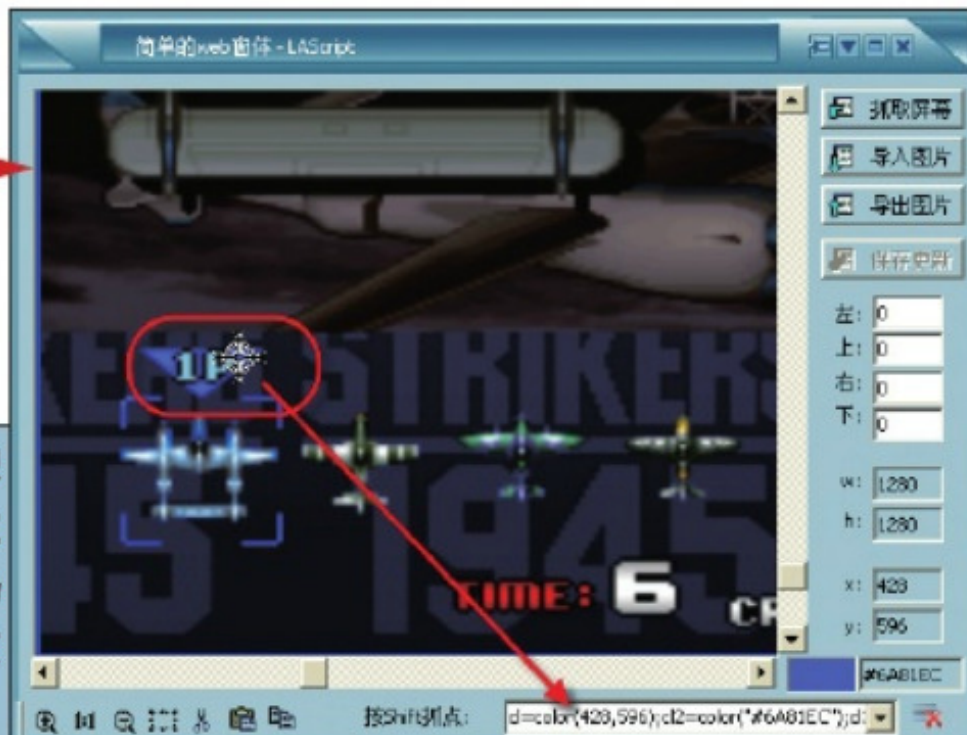 简单的web窗体 - LAScript
抓取屏幕
导入图片
导出图片
保存更新
左: 0
上: 0
右: 0
下: 0
w: 1280
h: 1280
x: 428
y: 596
#6A81EC
1P
STRIKERS
45 1945
TIME: 6
按Shift抓点: cl=color(428,596);cl2=color("#6A81EC");cl